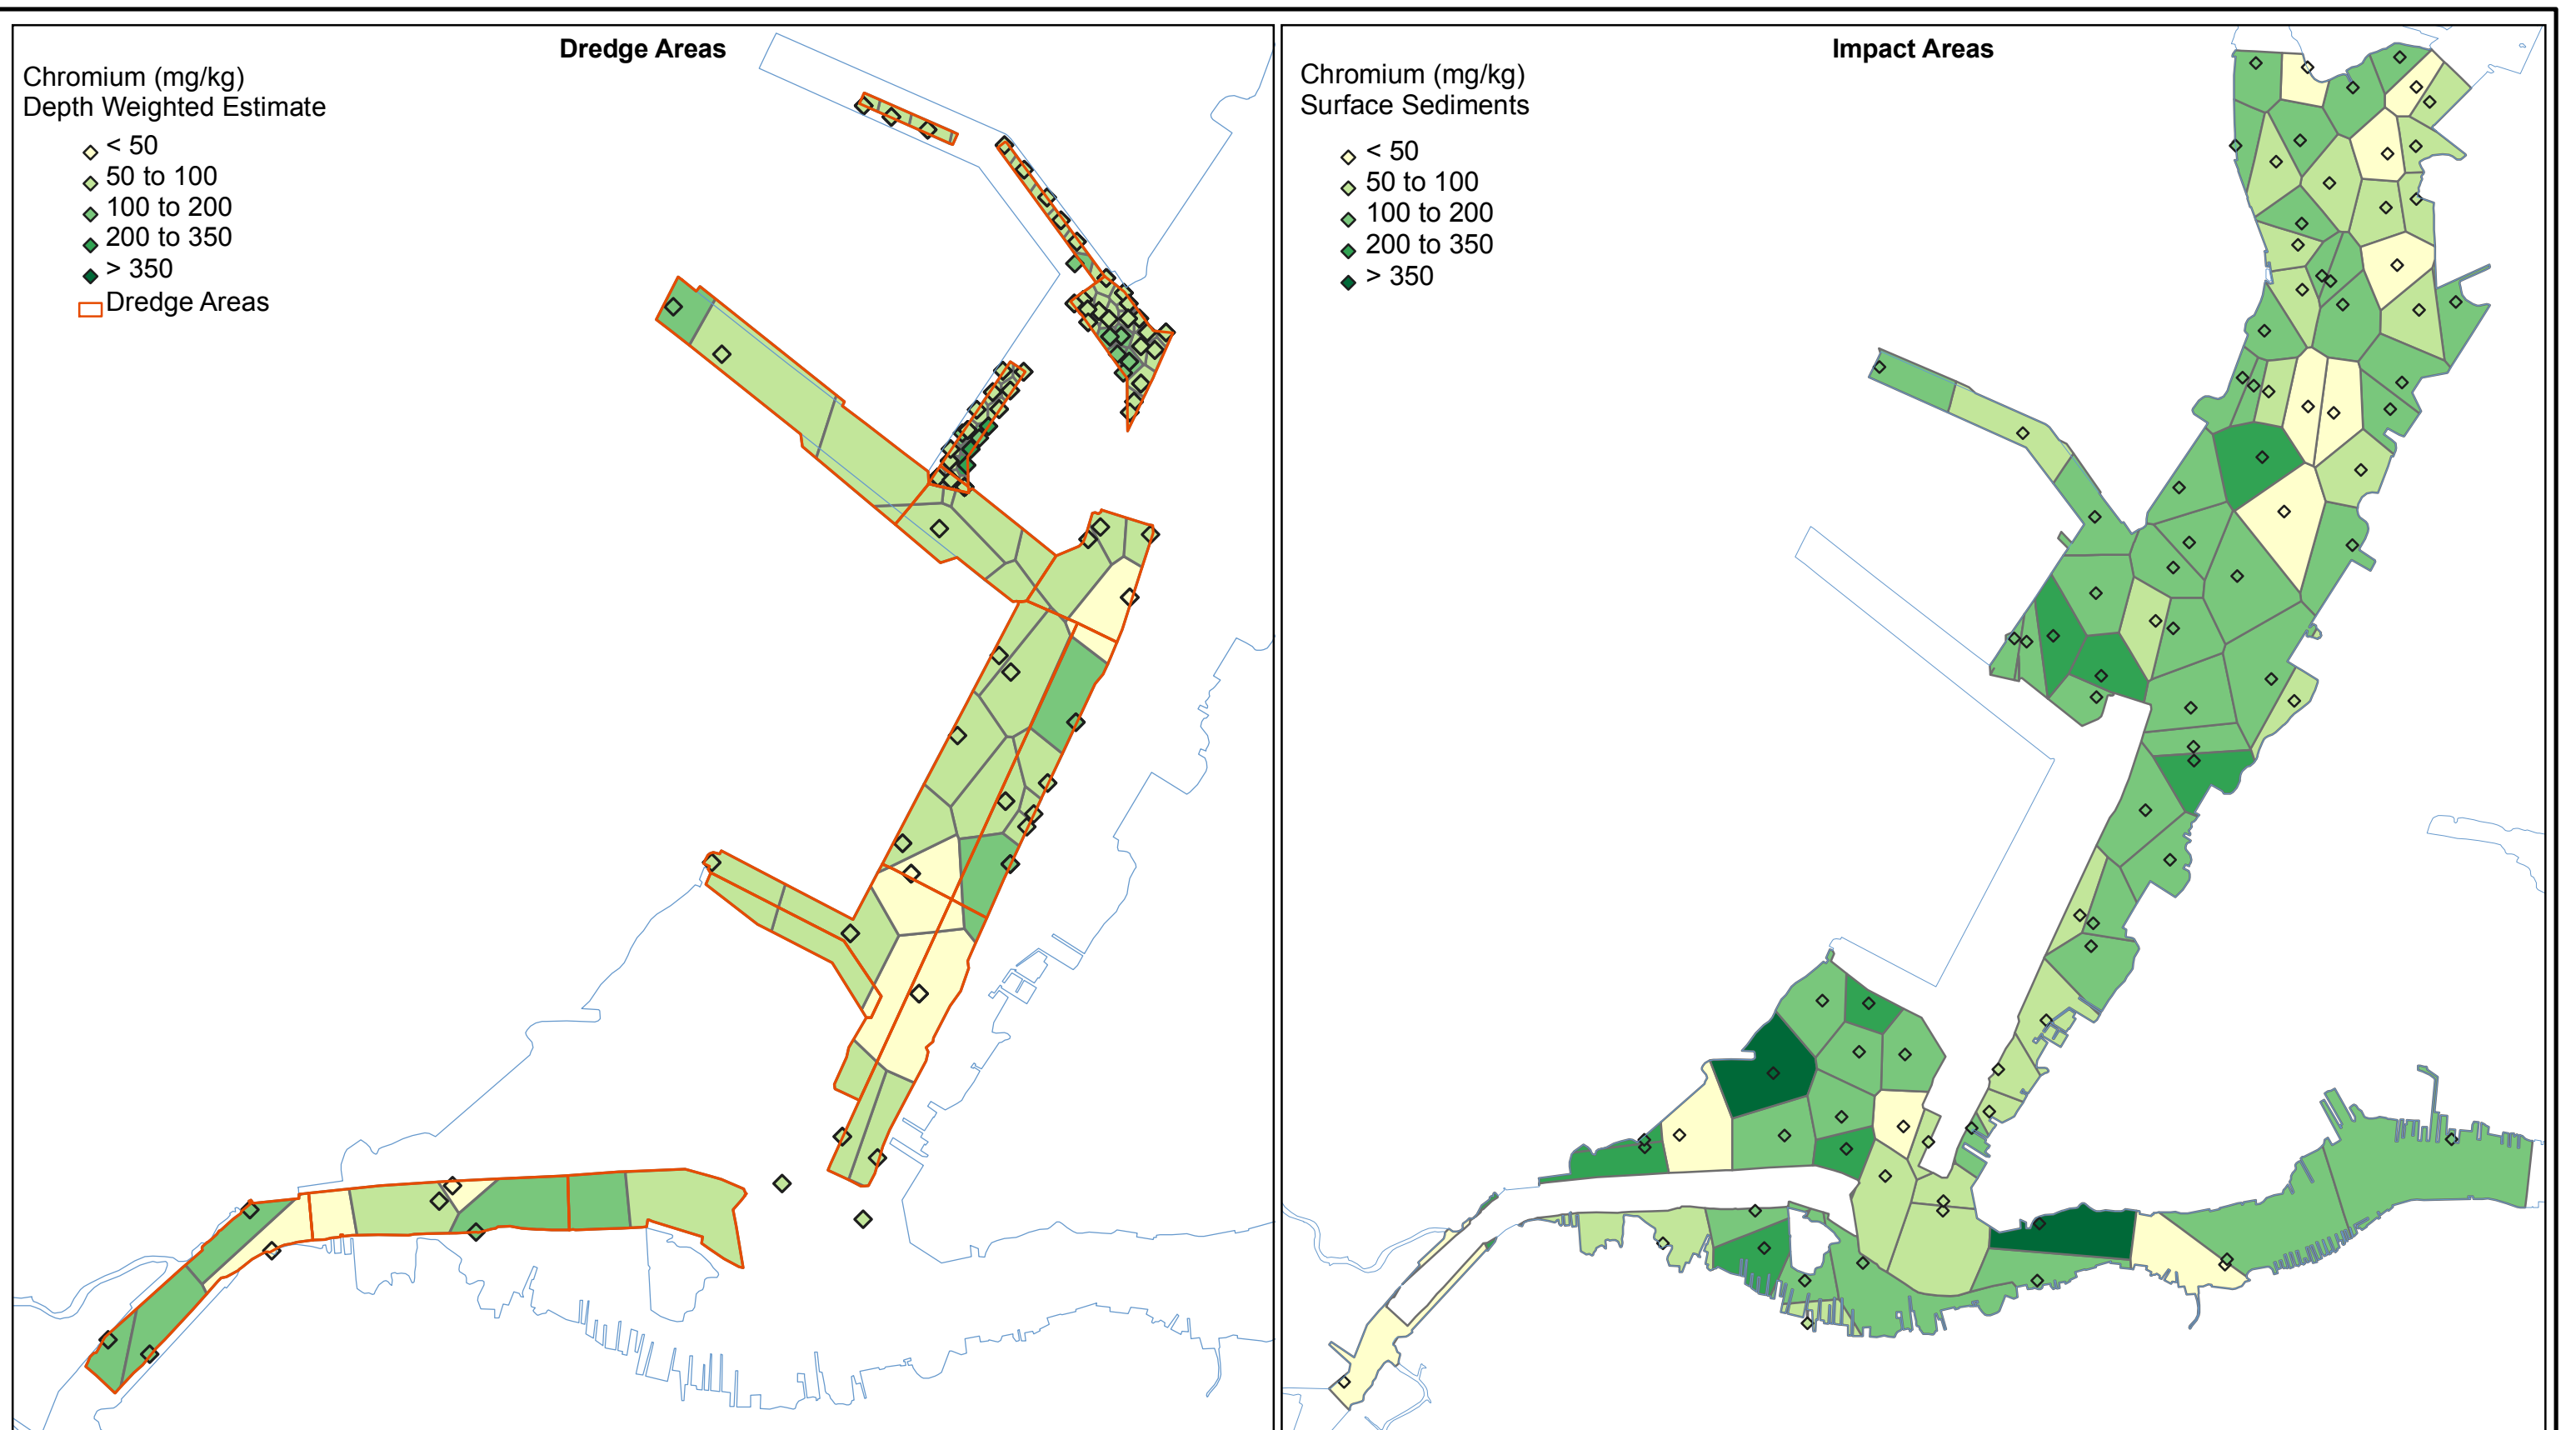 Dredge Areas
Chromium (mg/kg)
Depth Weighted Estimate
< 50
50 to 100
100 to 200
200 to 350
> 350
Dredge Areas
Impact Areas
Chromium (mg/kg)
Surface Sediments
< 50
50 to 100
100 to 200
200 to 350
> 350